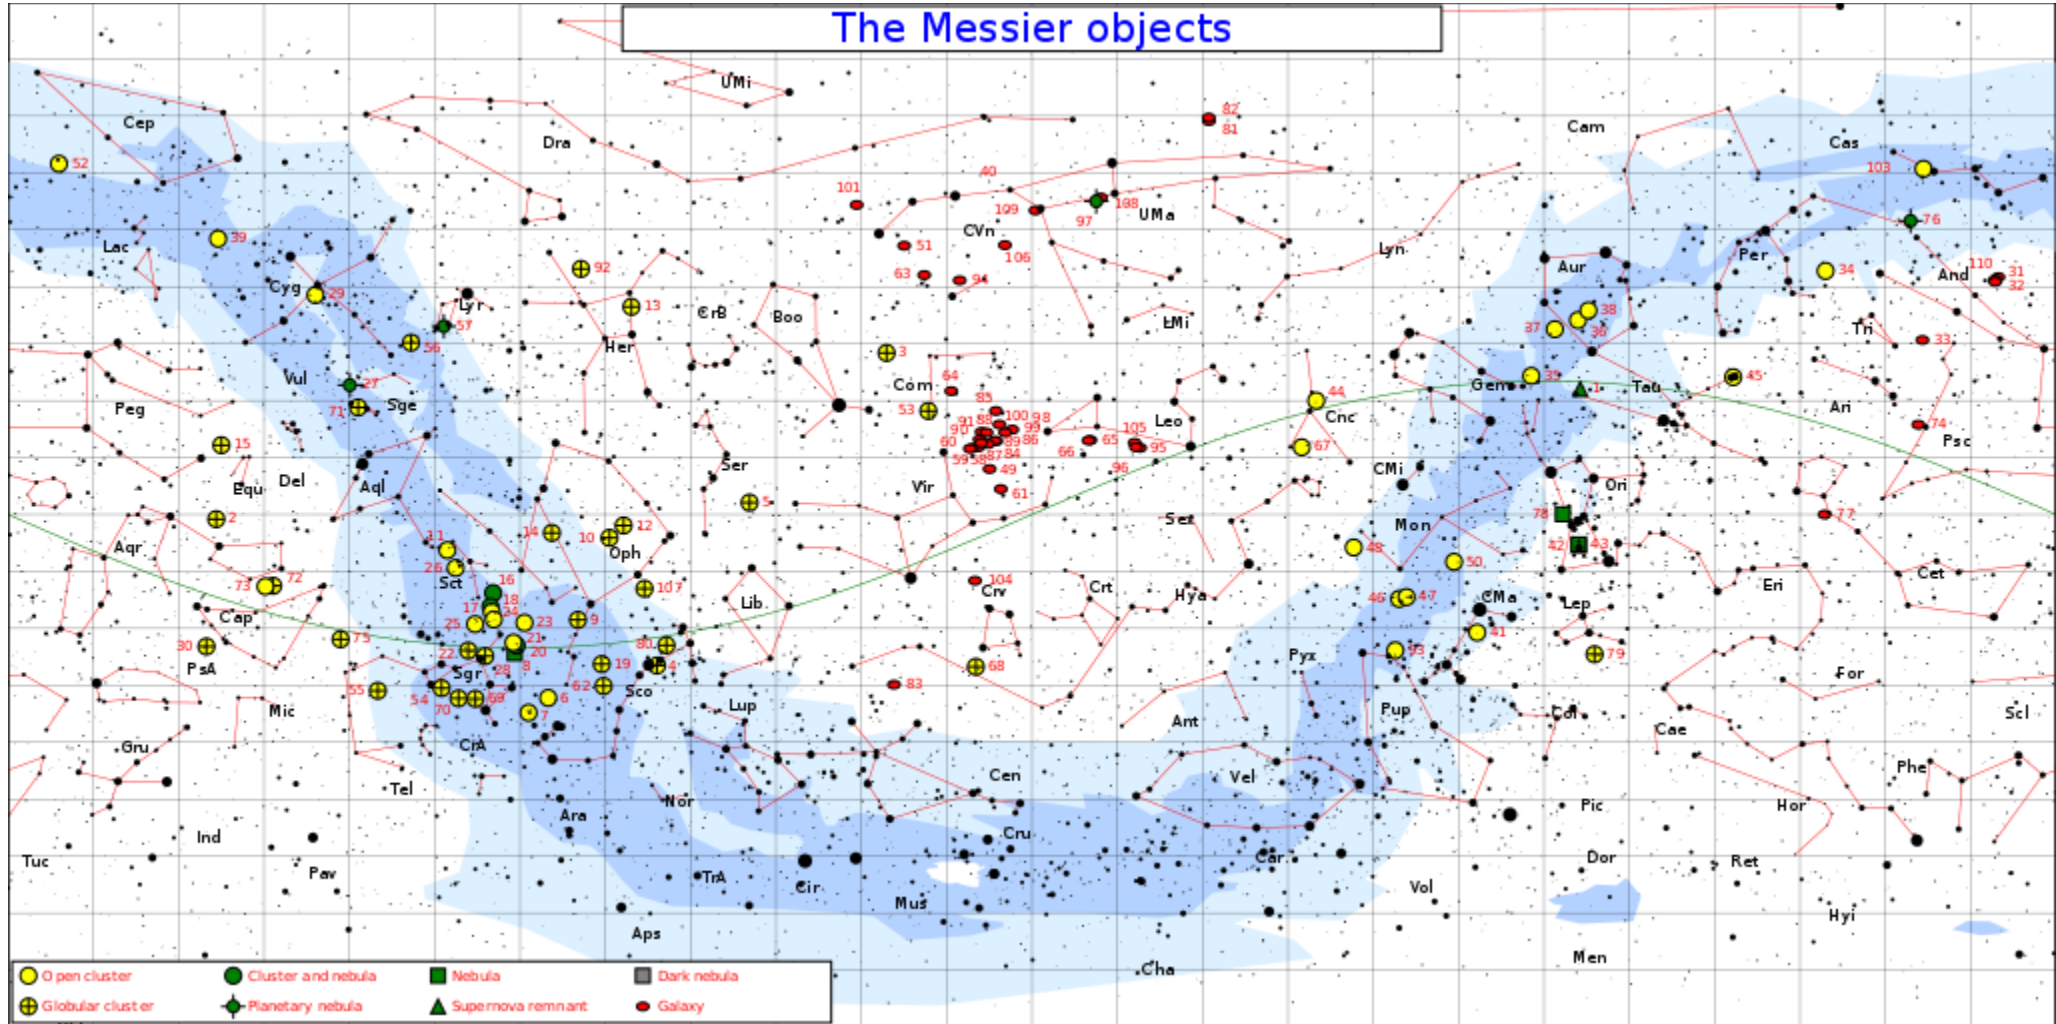 The Messier objects
UMi
82
81
Cep
Dra
Cam
Cas
52
103
101
40
109
108
97
UMa
76
39
51
CVn
106
Lac
Lyn
Per
92
63
94
Aur
34
And
110
31
32
Cyg
29
Lyr
13
CrB
Boo
LMi
38
37
36
57
Tri
33
56
Her
3
Vul
27
64
Com
Gem
35
1
Tau
45
Sge
71
85
44
Peg
53
100
98
Leo
Cnc
Ari
91
88
99
74
90
15
60
89
86
66
65
105
95
67
Psc
59
58
87
84
96
Ser
49
CMi
Equ
Del
Aql
Vir
61
Ori
5
2
14
12
Sex
Mon
78
77
10
Oph
Aqr
11
48
42
43
26
50
73
72
Sct
16
107
104
Crv
Crt
Hya
Eri
Cet
18
Lib
46
47
CMa
Lep
Cap
17
24
25
23
9
41
30
75
21
80
93
79
PsA
22
20
8
19
4
68
Pyx
28
Sgr
For
55
54
62
Sco
83
Mic
70
69
6
7
Lup
Ant
Pup
Col
Cae
Scl
Gru
CrA
Tel
Cen
Vel
Phe
Nor
Pic
Hor
Ara
Ind
Cru
Tuc
Pav
TrA
Cir
Car
Dor
Ret
Vol
Mus
Hyi
Aps
Men
Cha
Open cluster
Cluster and nebula
Nebula
Dark nebula
Globular cluster
Planetary nebula
Supernova remnant
Galaxy